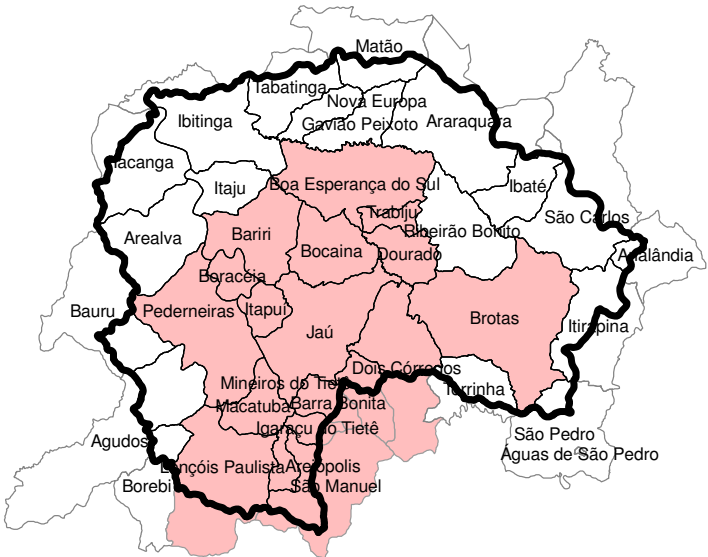 Matão
Tabatinga
Nova Europa
Ibitinga
Gavião Peixoto
Araraquara
Iacanga
Itaju
Boa Esperança do Sul
Ibaté
Trabiju
São Carlos
Arealva
Bariri
Bocaina
Ribeirão Bonito
Dourado
Analândia
Boracéia
Bauru
Pederneiras
Itapuí
Jaú
Brotas
Itirapina
Dois Córregos
Mineiros do Tietê
Torrinha
Macatuba
Barra Bonita
Igaraçu do Tietê
São Pedro
Agudos
Águas de São Pedro
Lençóis Paulista
Areiópolis
Borebi
São Manuel